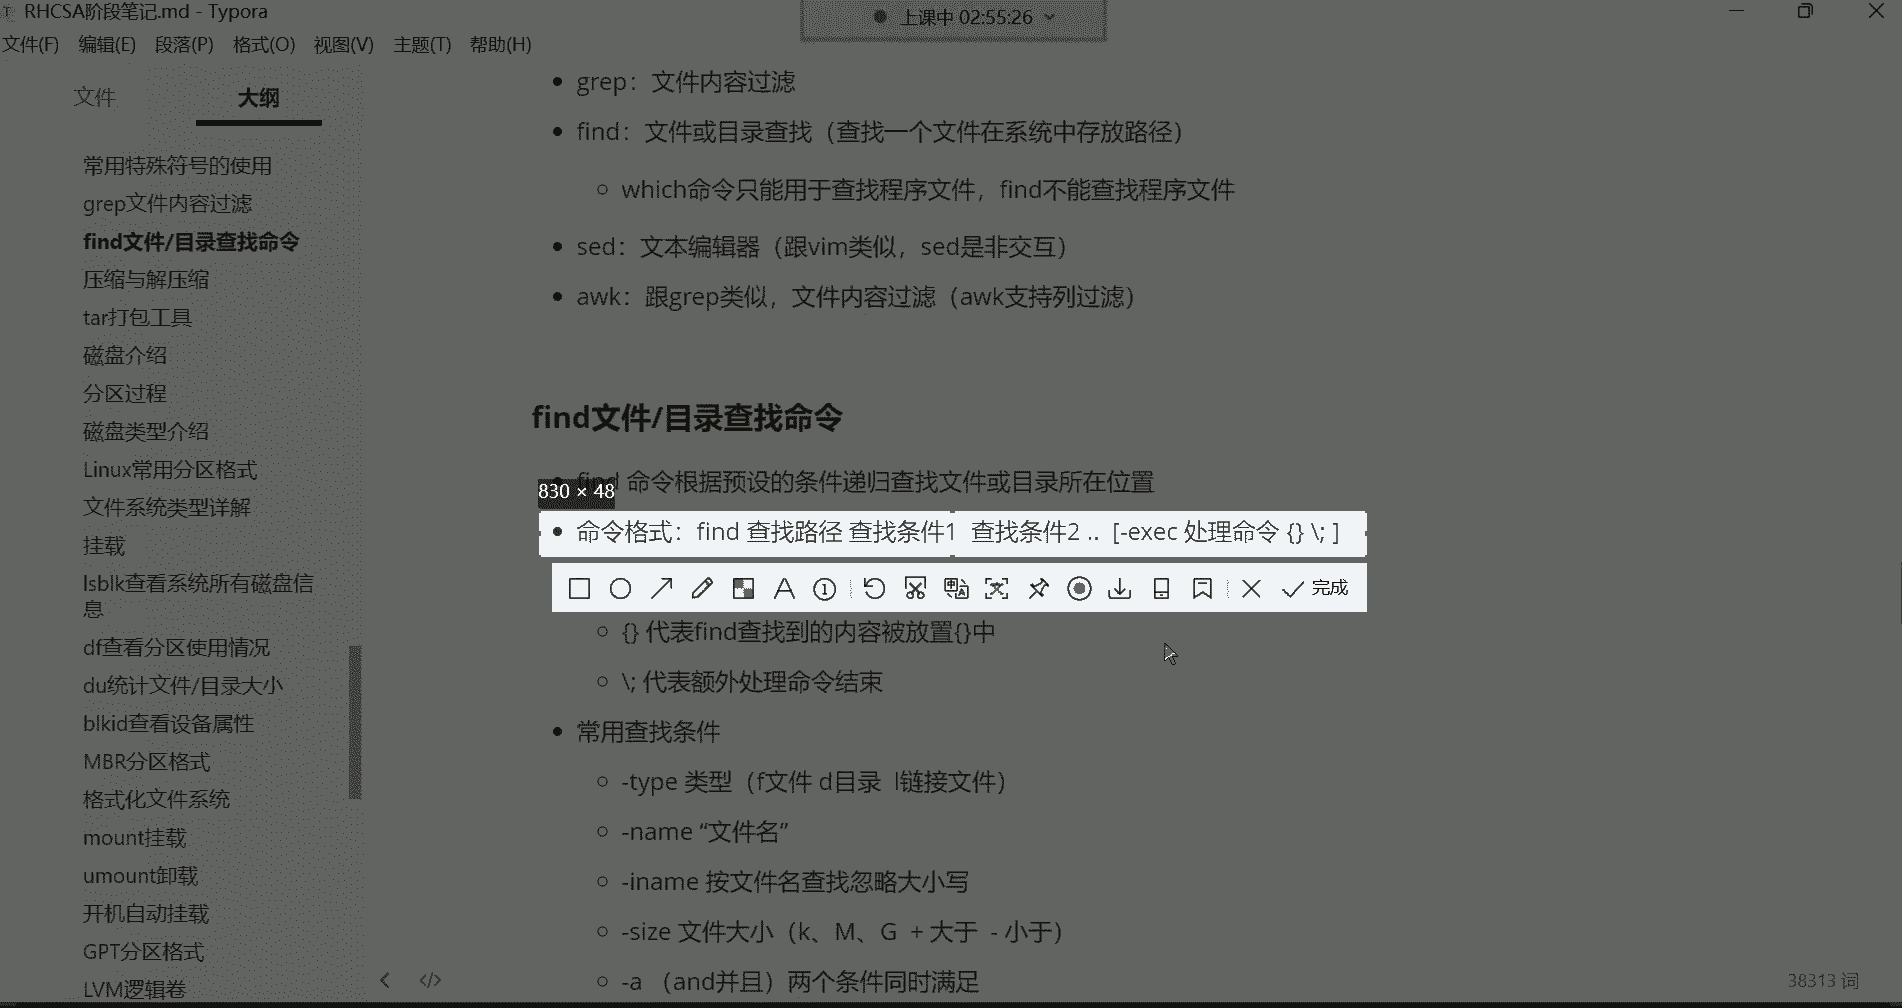 RHCSA阶段笔记.md - Typora
上课中 02:55:26
文件(F) 编辑(E) 段落(P) 格式(O) 视图(V) 主题(T) 帮助(H)
文件 大纲
常用特殊符号的使用
grep文件内容过滤
find文件/目录查找命令
压缩与解压缩
tar打包工具
磁盘介绍
分区过程
磁盘类型介绍
Linux常用分区格式
文件系统类型详解
挂载
lsblk查看系统所有磁盘信
息
df查看分区使用情况
du统计文件/目录大小
blkid查看设备属性
MBR分区格式
格式化文件系统
mount挂载
umount卸载
开机自动挂载
GPT分区格式
LVM逻辑卷
grep：文件内容过滤
find：文件或目录查找（查找一个文件在系统中存放路径）
which命令只能用于查找程序文件，find不能查找程序文件
sed：文本编辑器（跟vim类似，sed是非交互）
awk：跟grep类似，文件内容过滤（awk支持列过滤）
find文件/目录查找命令
find 命令根据预设的条件递归查找文件或目录所在位置
830 × 48
命令格式：find 查找路径 查找条件1 查找条件2 .. [-exec 处理命令 {} \; ]
完成
{} 代表find查找到的内容被放置{}中
\; 代表额外处理命令结束
常用查找条件
-type 类型（f文件 d目录 l链接文件）
-name “文件名”
-iname 按文件名查找忽略大小写
-size 文件大小（k、M、G + 大于 - 小于）
-a （and并且）两个条件同时满足
38313 词